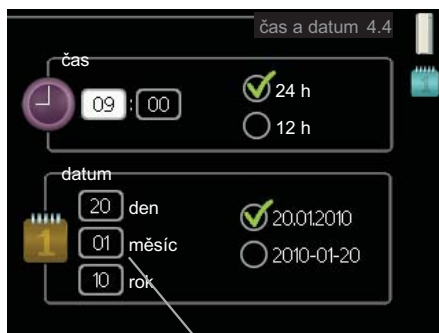 čas a datum 4.4
čas
09 : 00
24 h
12 h
datum
20 den
01 měsíc
10 rok
20.01.2010
2010-01-20
1